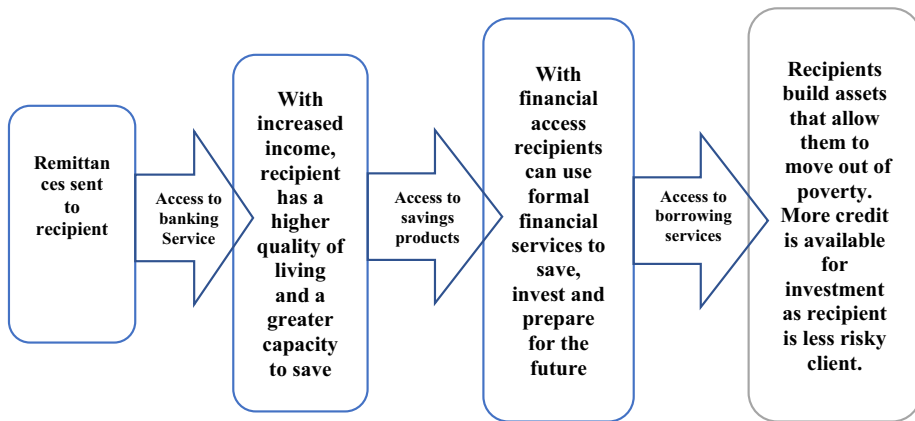 Remittan
ces sent
to
recipient
Access to
banking
Service
With
increased
income,
recipient
has a
higher
quality of
living
and a
greater
capacity
to save
Access to
savings
products
With
financial
access
recipients
can use
formal
financial
services to
save,
invest and
prepare
for the
future
Access to
borrowing
services
Recipients
build assets
that allow
them to
move out of
poverty.
More credit
is available
for
investment
as recipient
is less risky
client.